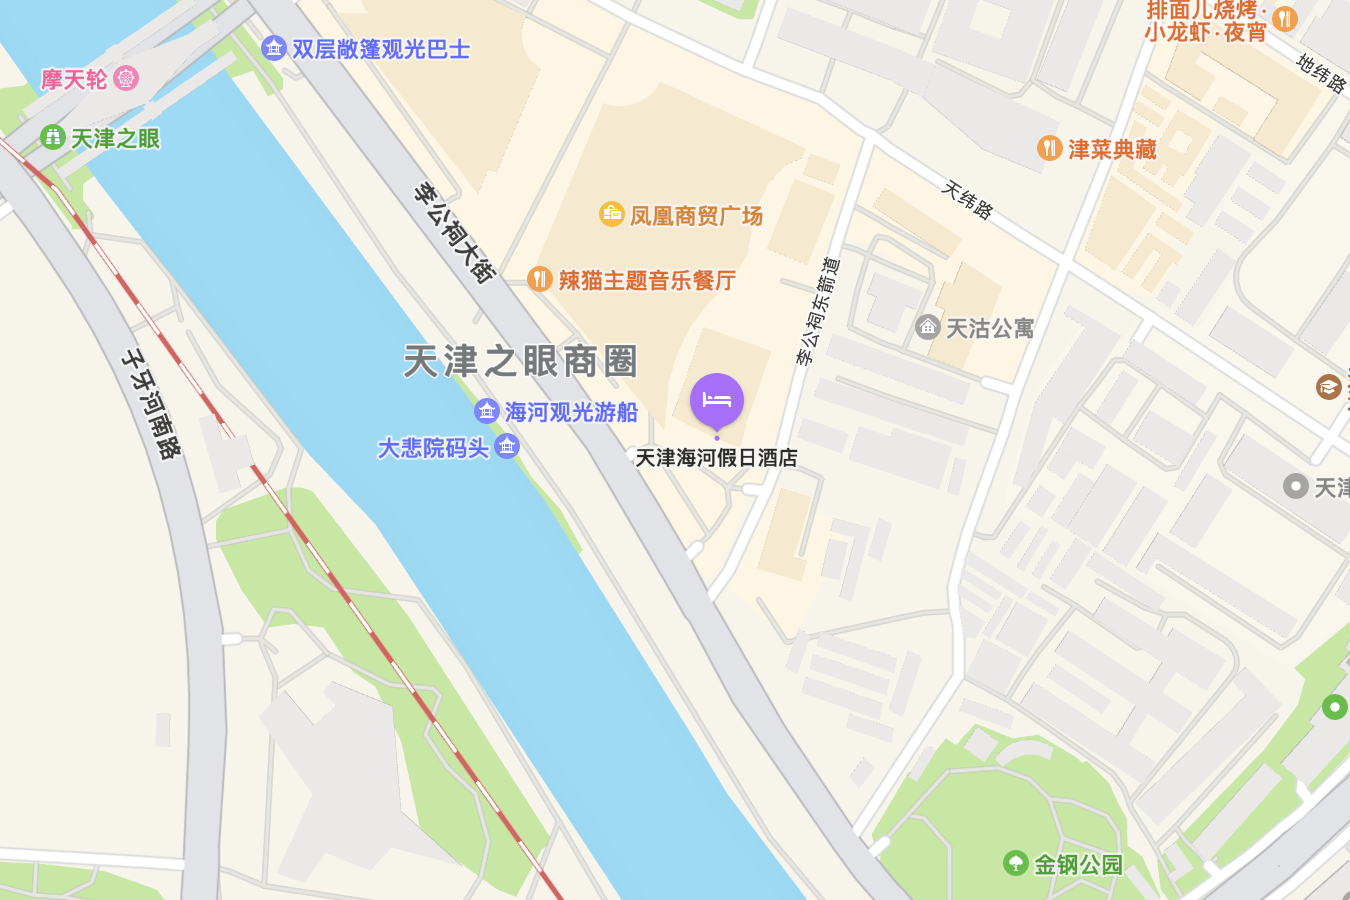 排面儿烧烤·
小龙虾·夜宵
双层敞篷观光巴士
地纬路
摩天轮
天津之眼
津菜典藏
天纬路
李公祠大街
凤凰商贸广场
辣猫主题音乐餐厅
李公祠东箭道
天沽公寓
天津之眼商圈
子牙河南路
海河观光游船
大悲院码头
天津海河假日酒店
天津
金钢公园